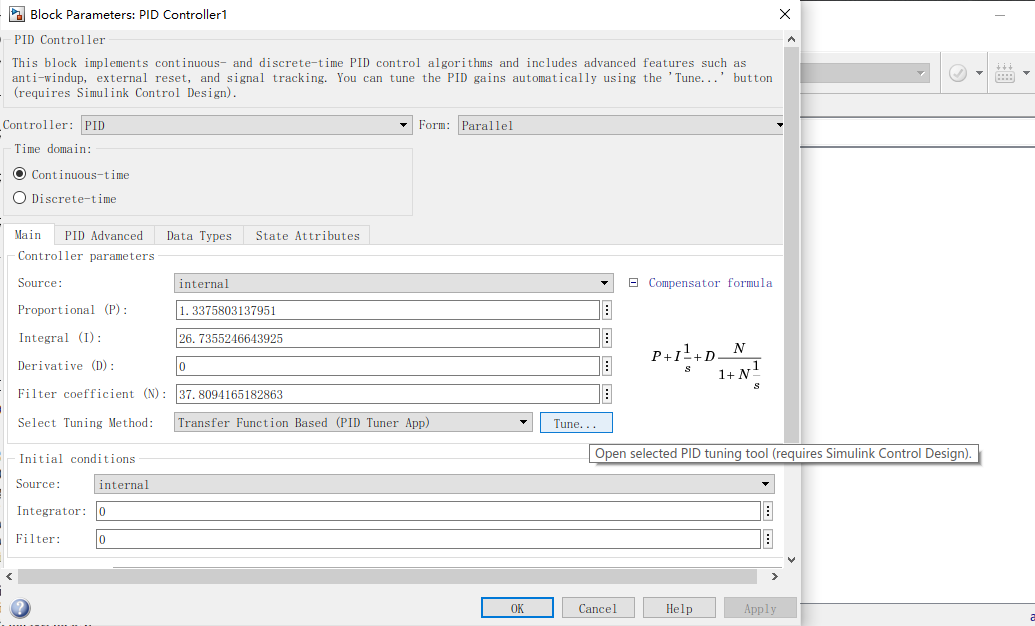 Block Parameters: PID Controller1
PID Controller
This block implements continuous- and discrete-time PID control algorithms and includes advanced features such as
anti-windup, external reset, and signal tracking. You can tune the PID gains automatically using the 'Tune...' button
(requires Simulink Control Design).
Controller: PID Form: Parallel
Time domain:
Continuous-time
Discrete-time
Main PID Advanced Data Types State Attributes
Controller parameters
Source: internal Compensator formula
Proportional (P): 1.3375803137951
Integral (I): 26.7355246643925
P+I 1/s +D N/(1+N 1/s)
Derivative (D): 0
Filter coefficient (N): 37.8094165182863
Select Tuning Method: Transfer Function Based (PID Tuner App) Tune...
Open selected PID tuning tool (requires Simulink Control Design).
Initial conditions
Source: internal
Integrator: 0
Filter: 0
OK Cancel Help Apply